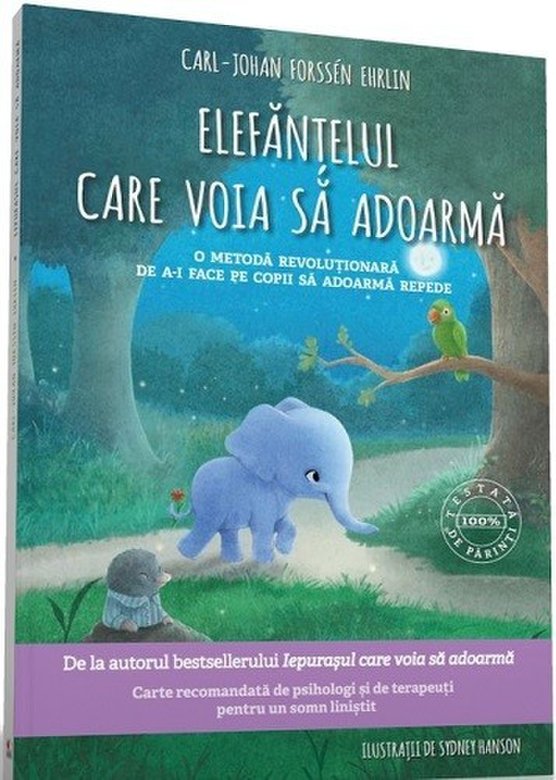 CARL-JOHAN FORSSÉN EHRLIN
ELEFĂNȚELUL
CARE VOIA SĂ ADOARMĂ
O METODĂ REVOLUȚIONARĂ
DE A-I FACE PE COPII SĂ ADOARMĂ REPEDE
TESTATĂ
100%
DE PĂRINȚI
De la autorul bestsellerului Iepurașul care voia să adoarmă
Carte recomandată de psihologi și de terapeuți
pentru un somn liniștit
ILUSTRAȚII DE SYDNEY HANSON